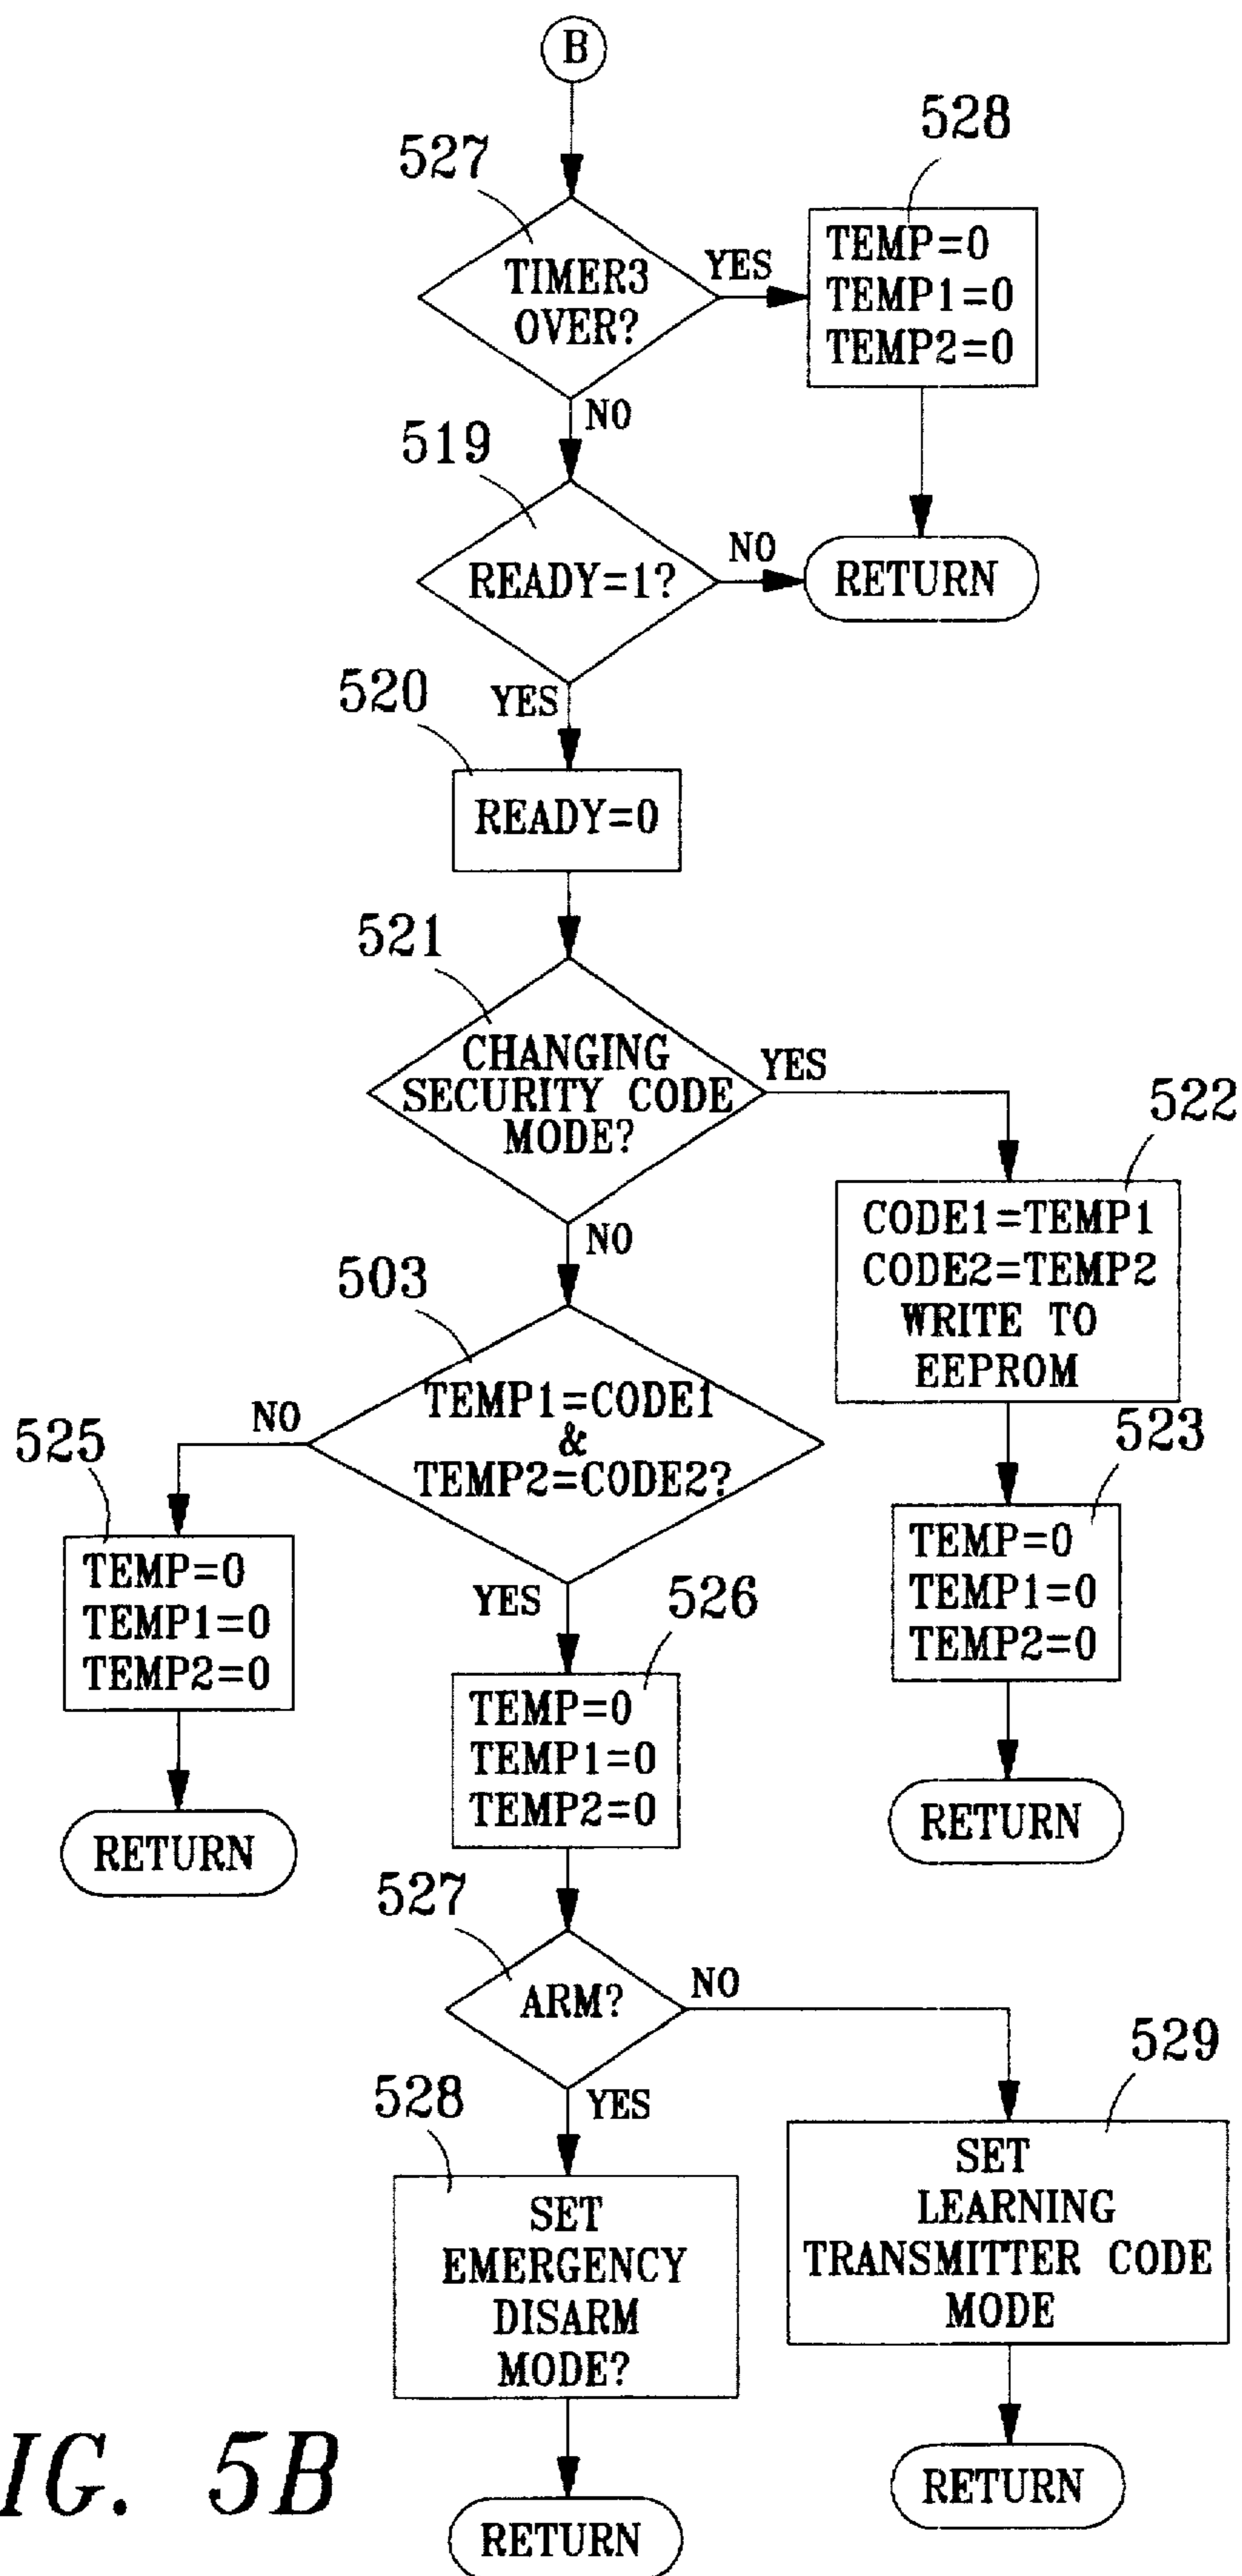 B
527
528
TIMER3
OVER?
YES
TEMP=0
TEMP1=0
TEMP2=0
NO
519
READY=1?
NO
RETURN
YES
520
READY=0
521
CHANGING
SECURITY CODE
MODE?
YES
522
CODE1=TEMP1
CODE2=TEMP2
WRITE TO
EEPROM
523
TEMP=0
TEMP1=0
TEMP2=0
RETURN
NO
503
TEMP1=CODE1
&
TEMP2=CODE2?
NO
525
TEMP=0
TEMP1=0
TEMP2=0
RETURN
YES
526
TEMP=0
TEMP1=0
TEMP2=0
527
ARM?
NO
529
SET
LEARNING
TRANSMITTER CODE
MODE
RETURN
YES
528
SET
EMERGENCY
DISARM
MODE?
RETURN
IG. 5B